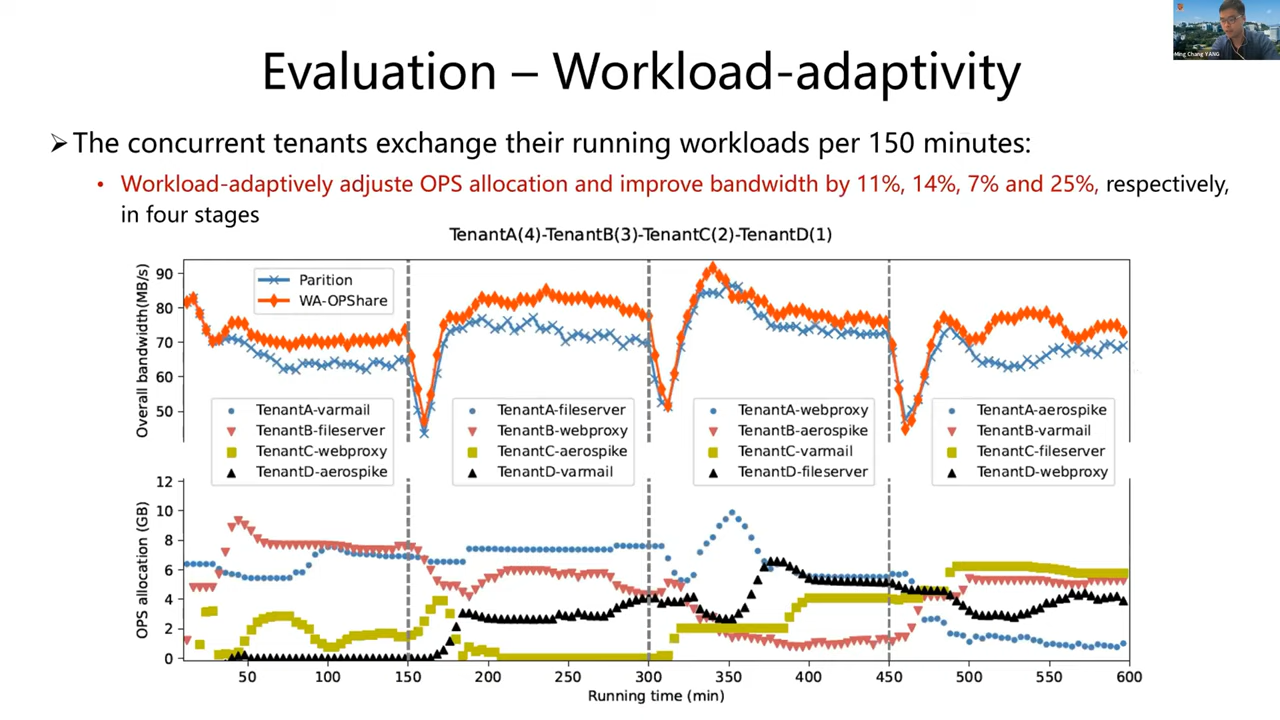 Ming Chang YANG
Evaluation – Workload-adaptivity
➢The concurrent tenants exchange their running workloads per 150 minutes:
• Workload-adaptively adjuste OPS allocation and improve bandwidth by 11%, 14%, 7% and 25%, respectively,
in four stages
TenantA(4)-TenantB(3)-TenantC(2)-TenantD(1)
Overall bandwidth(MB/s)
90
80
70
60
50
Parition
WA-OPShare
TenantA-varmail
TenantB-fileserver
TenantC-webproxy
TenantD-aerospike
TenantA-fileserver
TenantB-webproxy
TenantC-aerospike
TenantD-varmail
TenantA-webproxy
TenantB-aerospike
TenantC-varmail
TenantD-fileserver
TenantA-aerospike
TenantB-varmail
TenantC-fileserver
TenantD-webproxy
OPS allocation (GB)
12
10
8
6
4
2
0
50 100 150 200 250 300 350 400 450 500 550 600
Running time (min)